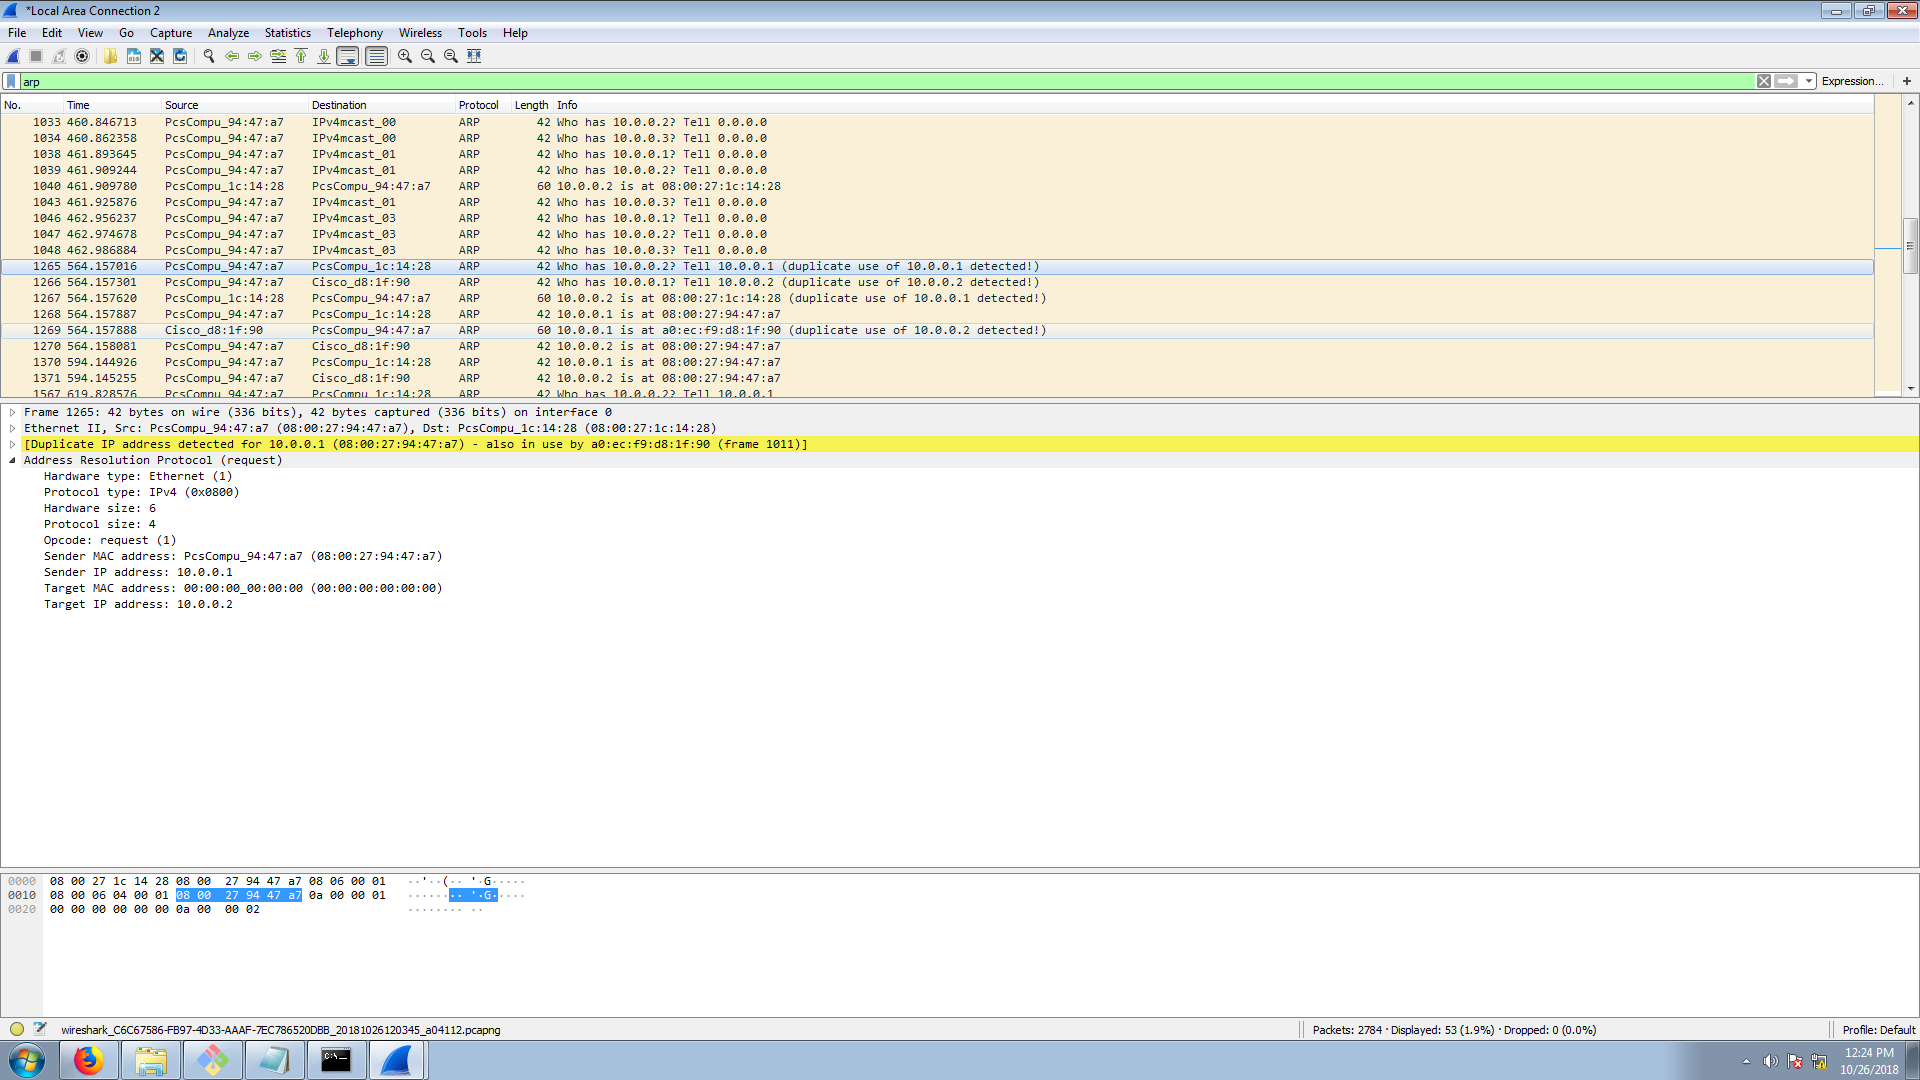 *Local Area Connection 2
File Edit View Go Capture Analyze Statistics Telephony Wireless Tools Help
arp Expression... +
No. Time Source Destination Protocol Length Info
1033 460.846713 PcsCompu_94:47:a7 IPv4mcast_00 ARP 42 Who has 10.0.0.2? Tell 0.0.0.0
1034 460.862358 PcsCompu_94:47:a7 IPv4mcast_00 ARP 42 Who has 10.0.0.3? Tell 0.0.0.0
1038 461.893645 PcsCompu_94:47:a7 IPv4mcast_01 ARP 42 Who has 10.0.0.1? Tell 0.0.0.0
1039 461.909244 PcsCompu_94:47:a7 IPv4mcast_01 ARP 42 Who has 10.0.0.2? Tell 0.0.0.0
1040 461.909780 PcsCompu_1c:14:28 PcsCompu_94:47:a7 ARP 60 10.0.0.2 is at 08:00:27:1c:14:28
1043 461.925876 PcsCompu_94:47:a7 IPv4mcast_01 ARP 42 Who has 10.0.0.3? Tell 0.0.0.0
1046 462.956237 PcsCompu_94:47:a7 IPv4mcast_03 ARP 42 Who has 10.0.0.1? Tell 0.0.0.0
1047 462.974678 PcsCompu_94:47:a7 IPv4mcast_03 ARP 42 Who has 10.0.0.2? Tell 0.0.0.0
1048 462.986884 PcsCompu_94:47:a7 IPv4mcast_03 ARP 42 Who has 10.0.0.3? Tell 0.0.0.0
1265 564.157016 PcsCompu_94:47:a7 PcsCompu_1c:14:28 ARP 42 Who has 10.0.0.2? Tell 10.0.0.1 (duplicate use of 10.0.0.1 detected!)
1266 564.157301 PcsCompu_94:47:a7 Cisco_d8:1f:90 ARP 42 Who has 10.0.0.1? Tell 10.0.0.2 (duplicate use of 10.0.0.2 detected!)
1267 564.157620 PcsCompu_1c:14:28 PcsCompu_94:47:a7 ARP 60 10.0.0.2 is at 08:00:27:1c:14:28 (duplicate use of 10.0.0.1 detected!)
1268 564.157887 PcsCompu_94:47:a7 PcsCompu_1c:14:28 ARP 42 10.0.0.1 is at 08:00:27:94:47:a7
1269 564.157888 Cisco_d8:1f:90 PcsCompu_94:47:a7 ARP 60 10.0.0.1 is at a0:ec:f9:d8:1f:90 (duplicate use of 10.0.0.2 detected!)
1270 564.158081 PcsCompu_94:47:a7 Cisco_d8:1f:90 ARP 42 10.0.0.2 is at 08:00:27:94:47:a7
1370 594.144926 PcsCompu_94:47:a7 PcsCompu_1c:14:28 ARP 42 10.0.0.1 is at 08:00:27:94:47:a7
1371 594.145255 PcsCompu_94:47:a7 Cisco_d8:1f:90 ARP 42 10.0.0.2 is at 08:00:27:94:47:a7
1567 619.828576 PcsCompu_94:47:a7 PcsCompu_1c:14:28 ARP 42 Who has 10.0.0.2? Tell 10.0.0.1
Frame 1265: 42 bytes on wire (336 bits), 42 bytes captured (336 bits) on interface 0
Ethernet II, Src: PcsCompu_94:47:a7 (08:00:27:94:47:a7), Dst: PcsCompu_1c:14:28 (08:00:27:1c:14:28)
[Duplicate IP address detected for 10.0.0.1 (08:00:27:94:47:a7) - also in use by a0:ec:f9:d8:1f:90 (frame 1011)]
Address Resolution Protocol (request)
Hardware type: Ethernet (1)
Protocol type: IPv4 (0x0800)
Hardware size: 6
Protocol size: 4
Opcode: request (1)
Sender MAC address: PcsCompu_94:47:a7 (08:00:27:94:47:a7)
Sender IP address: 10.0.0.1
Target MAC address: 00:00:00_00:00:00 (00:00:00:00:00:00)
Target IP address: 10.0.0.2
0000 08 00 27 1c 14 28 08 00 27 94 47 a7 08 06 00 01 ··'··(·· '·G·····
0010 08 00 06 04 00 01 08 00 27 94 47 a7 0a 00 00 01 ········ '·G·····
0020 00 00 00 00 00 00 0a 00 00 02 ········ ··
wireshark_C6C67586-FB97-4D33-AAAF-7EC786520DBB_20181026120345_a04112.pcapng Packets: 2784 · Displayed: 53 (1.9%) · Dropped: 0 (0.0%) Profile: Default
12:24 PM
10/26/2018